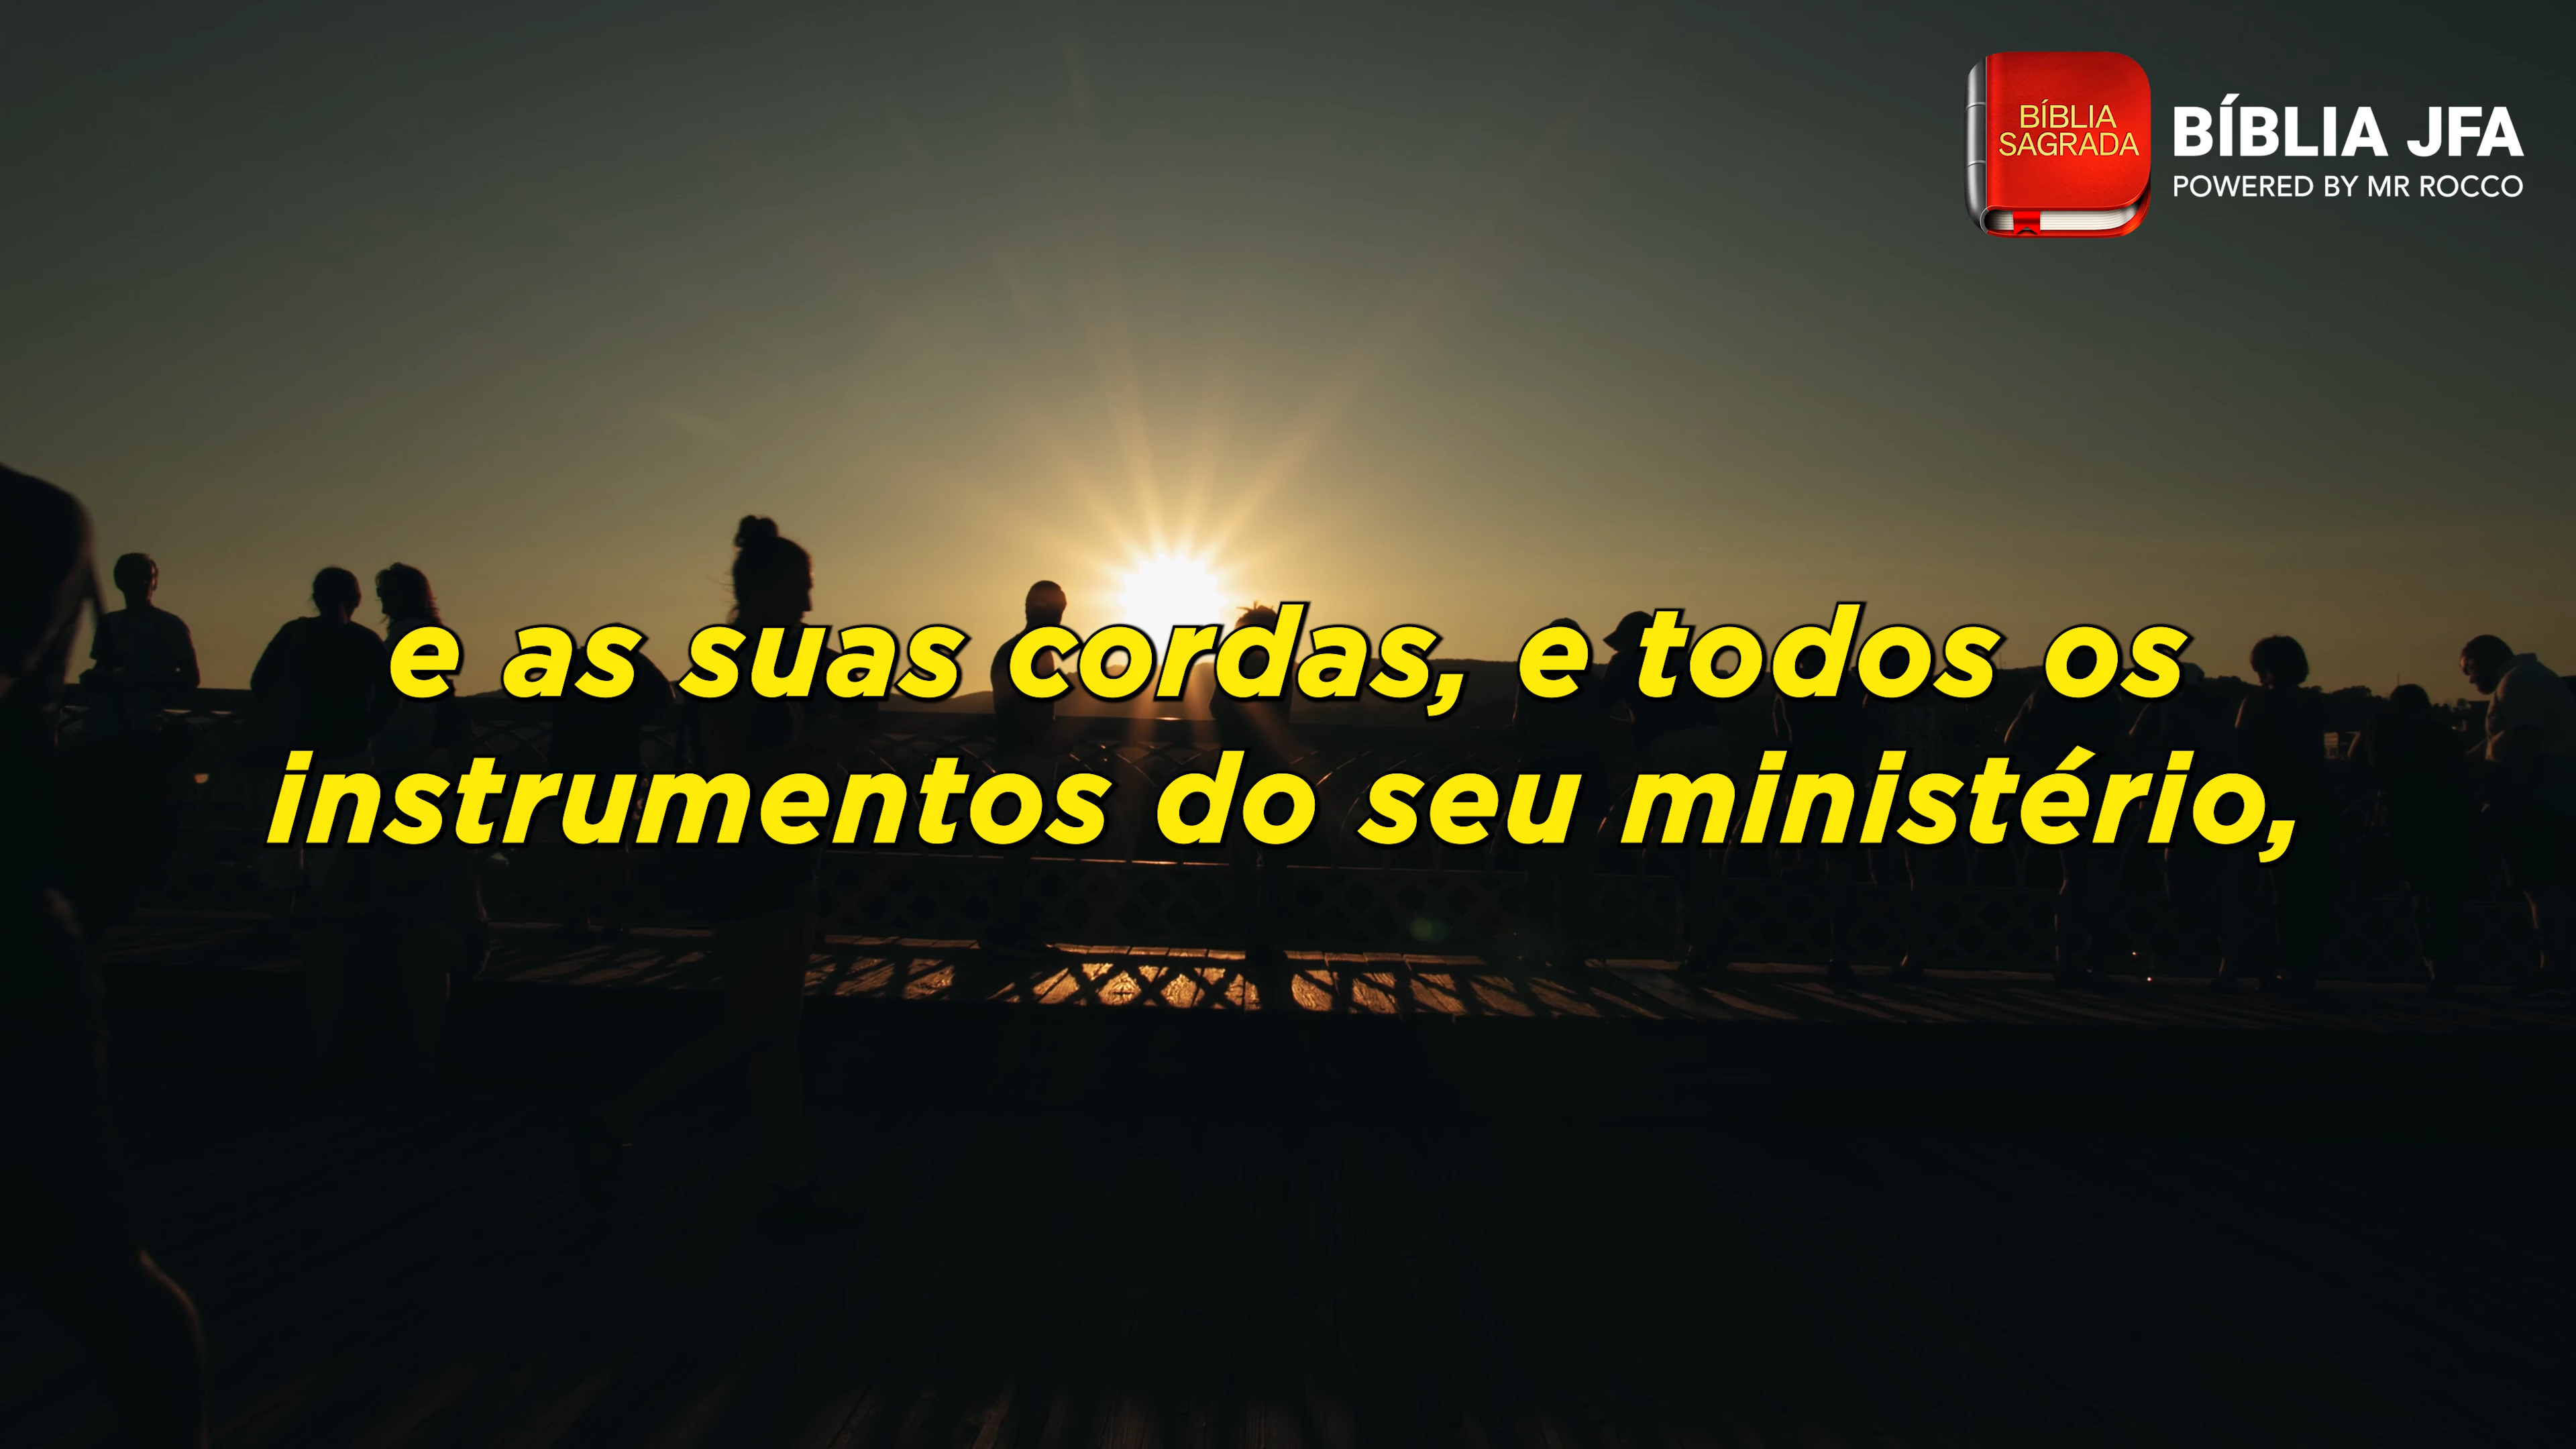 BÍBLIA
SAGRADA
BÍBLIA JFA
POWERED BY MR ROCCO
e as suas cordas, e todos os
instrumentos do seu ministério,